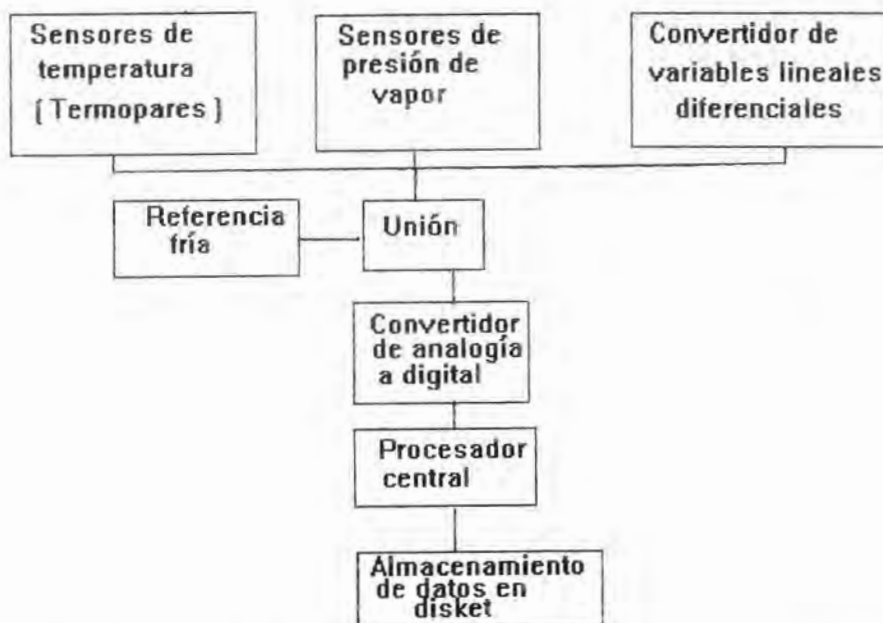 Sensores de
temperatura
[ Termopares ]
Sensores de
presión de
vapor
Convertidor de
variables lineales
diferenciales
Referencia
fría
Unión
Convertidor
de analogía
a digital
Procesador
central
Almacenamiento
de datos en
disket